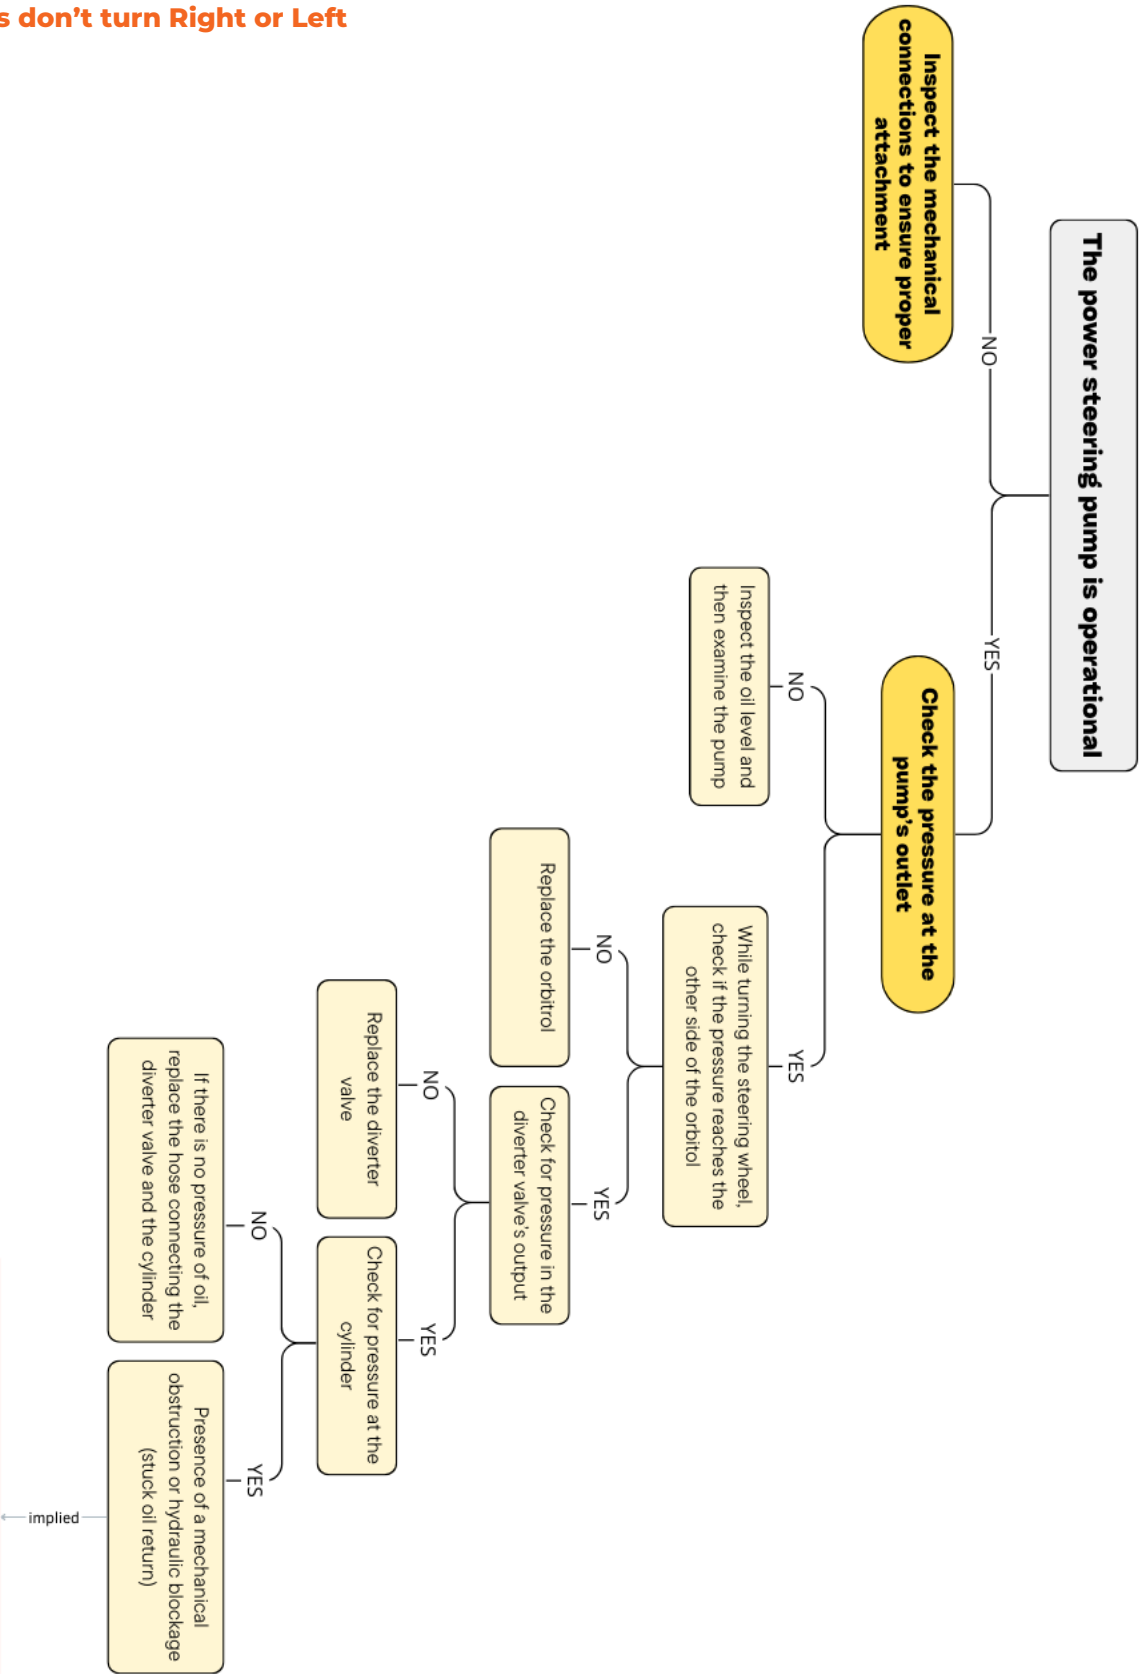 s don’t turn Right or Left
The power steering pump is operational
NO
YES
Inspect the mechanical
connections to ensure proper
attachment
Check the pressure at the
pump’s outlet
NO
YES
Inspect the oil level and
then examine the pump
While turning the steering wheel,
check if the pressure reaches the
other side of the orbitol
NO
YES
Replace the orbitrol
Check for pressure in the
diverter valve’s output
NO
YES
Replace the diverter
valve
Check for pressure at the
cylinder
NO
YES
If there is no pressure of oil,
replace the hose connecting the
diverter valve and the cylinder
Presence of a mechanical
obstruction or hydraulic blockage
(stuck oil return)
implied